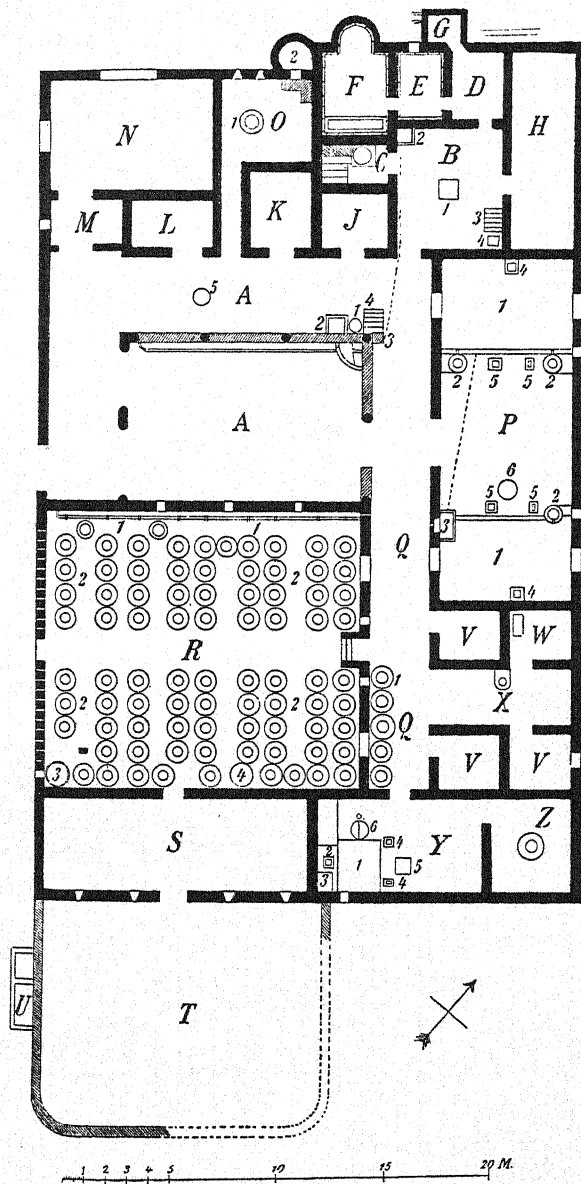 G
2
F E D
N 1 O H
2 B
C 1
3
4
M L K J
5 A 2 1 4
3
4
1
2 5 5 2
A P
6
5 5 2
3
1 1 Q 1
2 2 4
R V W
1 X
2 2 Q
V V
3 4
S 6 4 Z
2 1 5 Y
3 4
U T
1 2 3 4 5 10 15 20 M.